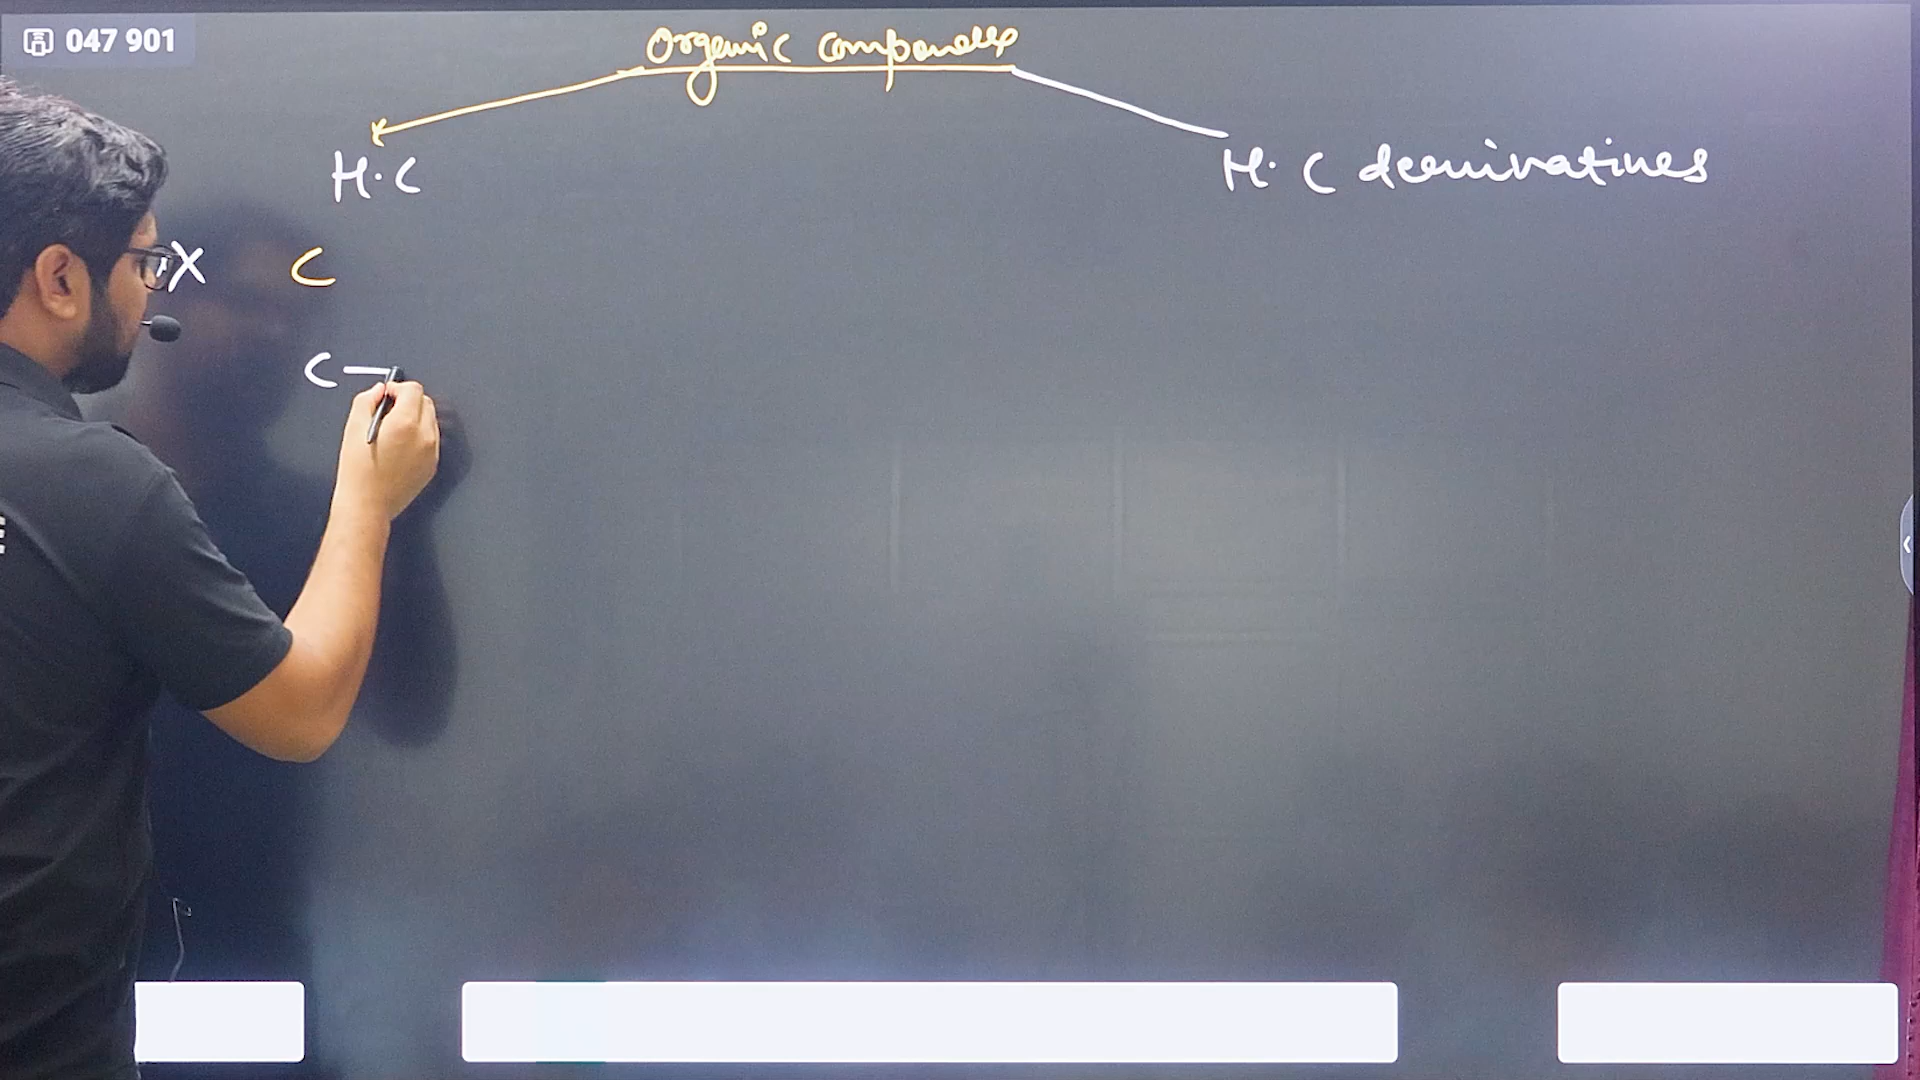 047 901
Organic compounds
H.C
H.C derivatives
X C
C—